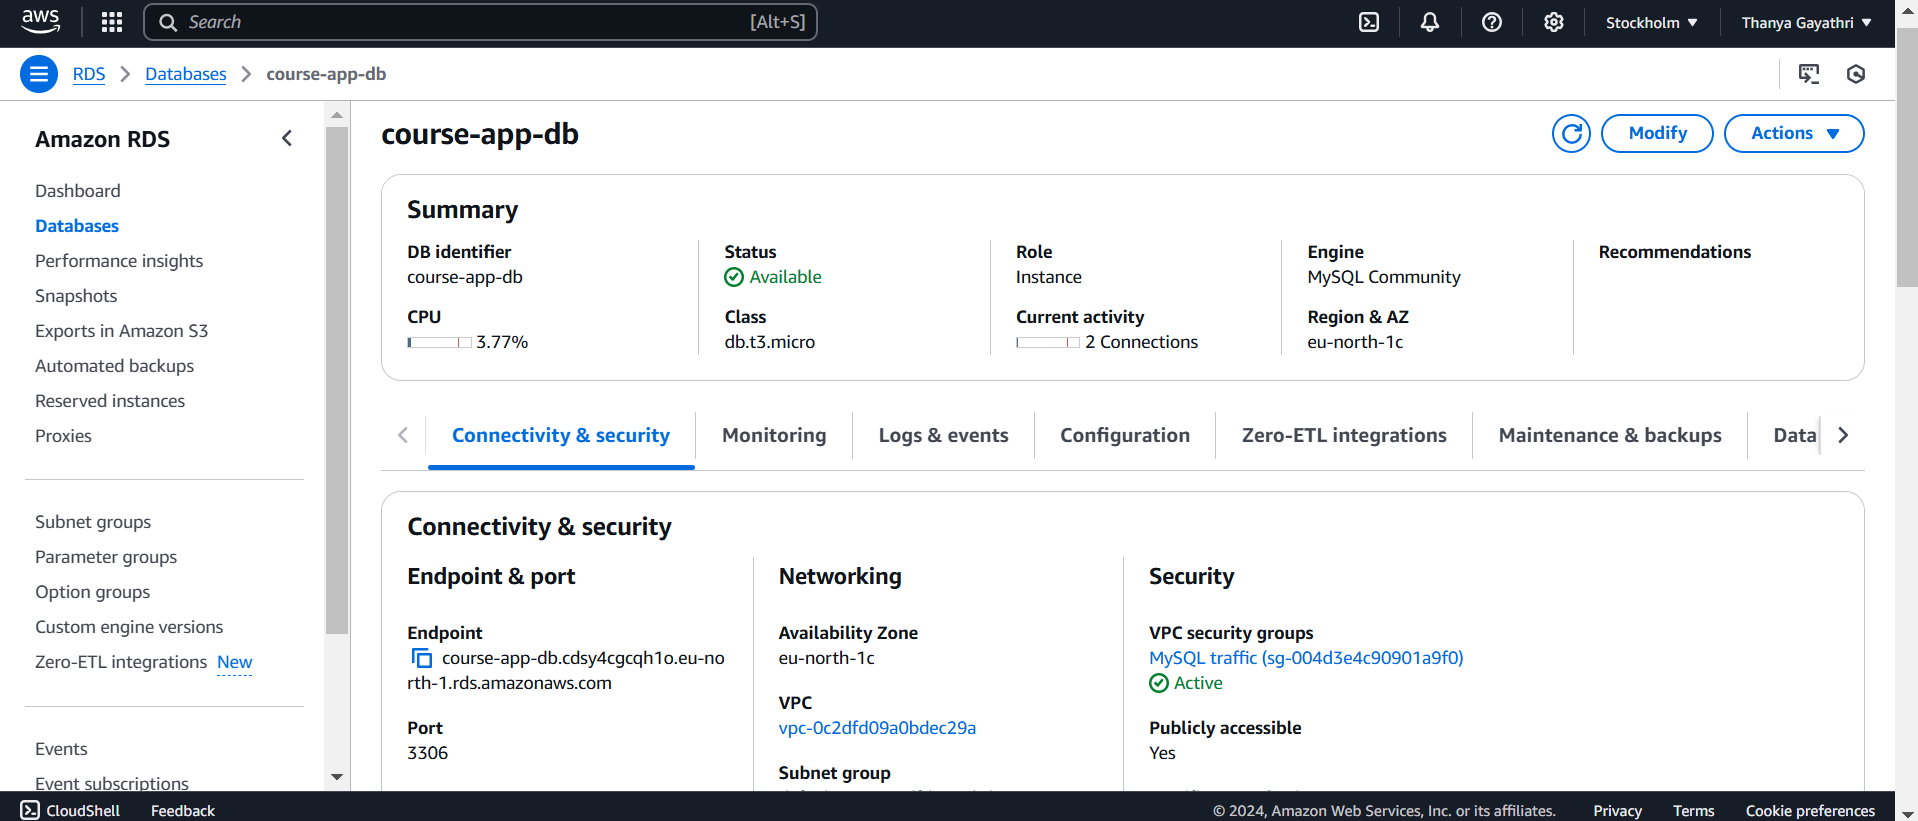 aws
Search [Alt+S]
Stockholm
Thanya Gayathri
RDS
Databases
course-app-db
Amazon RDS
Dashboard
Databases
Performance insights
Snapshots
Exports in Amazon S3
Automated backups
Reserved instances
Proxies
Subnet groups
Parameter groups
Option groups
Custom engine versions
Zero-ETL integrations New
Events
Event subscriptions
course-app-db
Modify
Actions
Summary
DB identifier
course-app-db
CPU
3.77%
Status
Available
Class
db.t3.micro
Role
Instance
Current activity
2 Connections
Engine
MySQL Community
Region & AZ
eu-north-1c
Recommendations
Connectivity & security
Monitoring
Logs & events
Configuration
Zero-ETL integrations
Maintenance & backups
Data
Connectivity & security
Endpoint & port
Endpoint
course-app-db.cdsy4cgcqh1o.eu-no
rth-1.rds.amazonaws.com
Port
3306
Networking
Availability Zone
eu-north-1c
VPC
vpc-0c2dfd09a0bdec29a
Subnet group
Security
VPC security groups
MySQL traffic (sg-004d3e4c90901a9f0)
Active
Publicly accessible
Yes
CloudShell
Feedback
© 2024, Amazon Web Services, Inc. or its affiliates.
Privacy
Terms
Cookie preferences